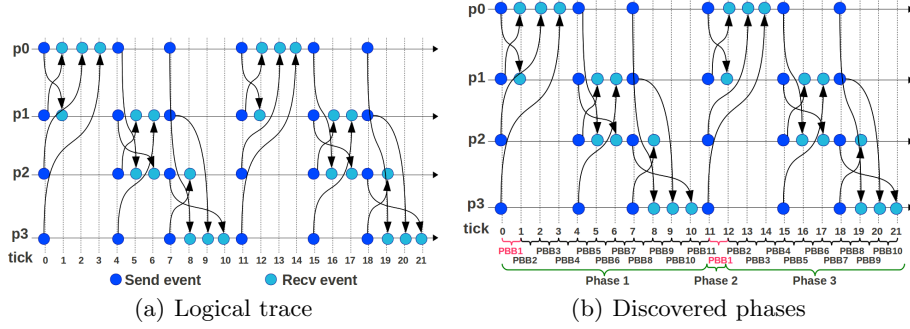 p0
p1
p2
p3
tick 0 1 2 3 4 5 6 7 8 9 10 11 12 13 14 15 16 17 18 19 20 21
Send event Recv event
(a) Logical trace
p0
p1
p2
p3
tick 0 1 2 3 4 5 6 7 8 9 10 11 12 13 14 15 16 17 18 19 20 21
PBB1 PBB3 PBB5 PBB7 PBB9 PBB11 PBB2 PBB4 PBB6 PBB8 PBB10
PBB2 PBB4 PBB6 PBB8 PBB10 PBB1 PBB3 PBB5 PBB7 PBB9
Phase 1 Phase 2 Phase 3
(b) Discovered phases